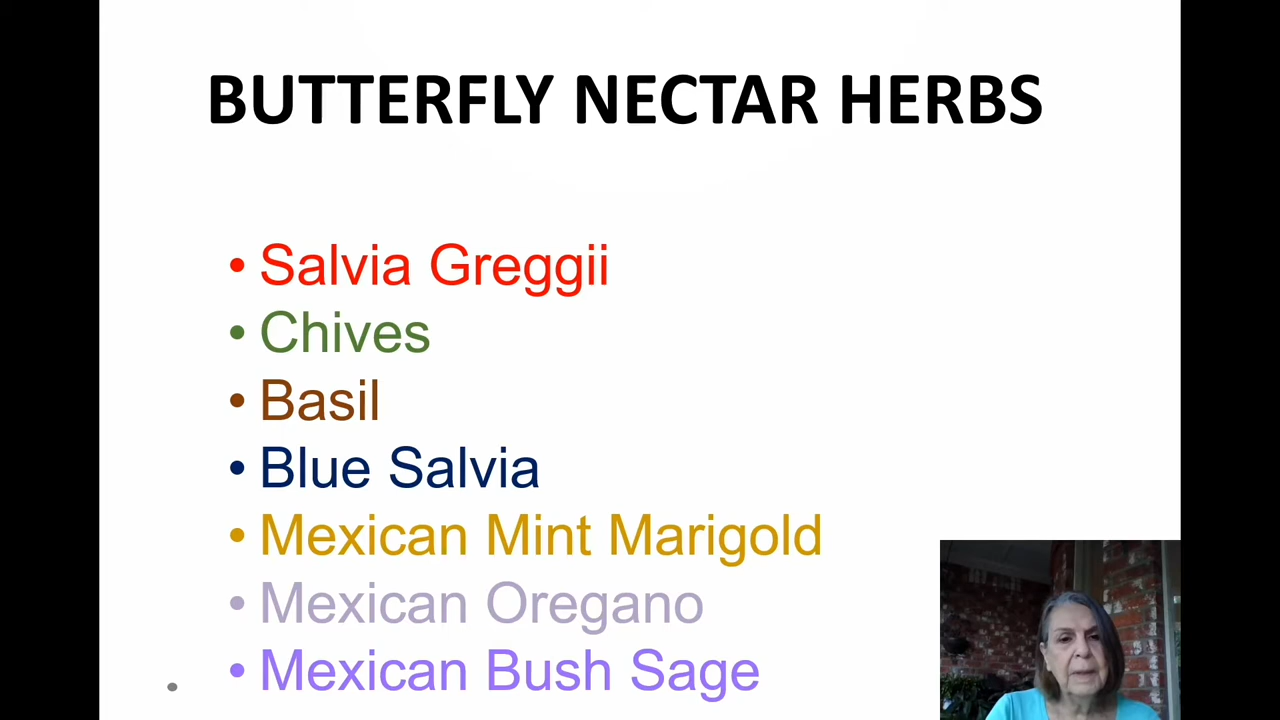 BUTTERFLY NECTAR HERBS
• Salvia Greggii
• Chives
• Basil
• Blue Salvia
• Mexican Mint Marigold
• Mexican Oregano
• Mexican Bush Sage